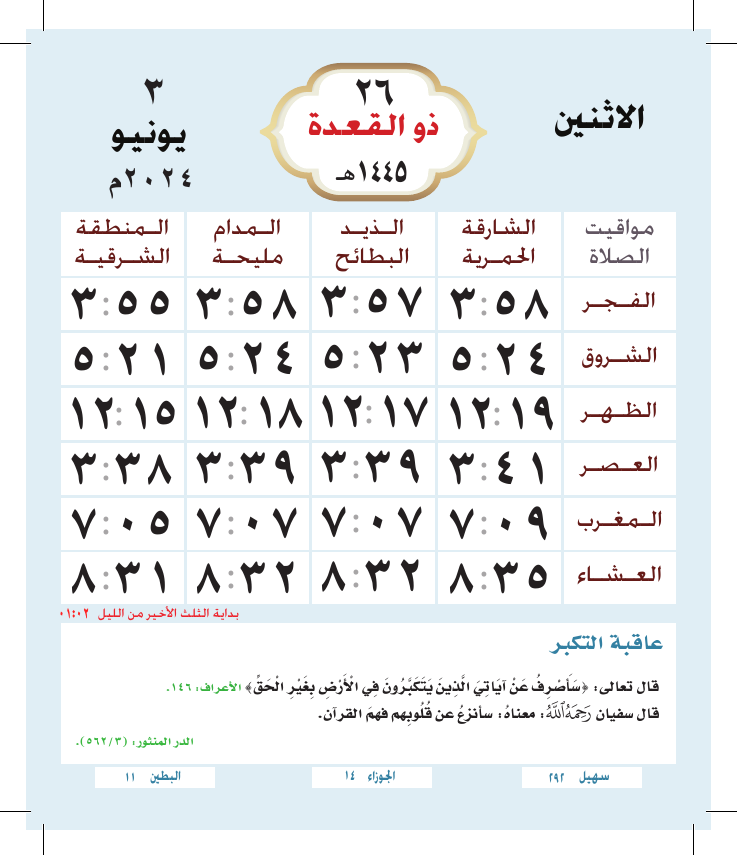 الاثنين
٢٦
ذو القعدة
١٤٤٥هـ
٣
يونيو
٢٠٢٤م
مواقيت الصلاة | الشارقة الحمرية | الذيد البطائح | المدام مليحة | المنطقة الشرقية
الفجر ٣:٥٨ ٣:٥٧ ٣:٥٨ ٣:٥٥
الشروق ٥:٢٤ ٥:٢٣ ٥:٢٤ ٥:٢١
الظهر ١٢:١٩ ١٢:١٧ ١٢:١٨ ١٢:١٥
العصر ٣:٤١ ٣:٣٩ ٣:٣٩ ٣:٣٨
المغرب ٧:٠٩ ٧:٠٧ ٧:٠٧ ٧:٠٥
العشاء ٨:٣٥ ٨:٣٢ ٨:٣٢ ٨:٣١
بداية الثلث الأخير من الليل ٠١:٠٢
عاقبة التكبر
قال تعالى: ﴿سَأَصْرِفُ عَنْ آيَاتِيَ الَّذِينَ يَتَكَبَّرُونَ فِي الْأَرْضِ بِغَيْرِ الْحَقِّ﴾ الأعراف: ١٤٦.
قال سفيان رَحِمَهُ اللَّهُ: معناهُ: سأنزعُ عن قُلُوبِهم فهمَ القرآن.
الدر المنثور: (٥٦٢/٣).
سهيل ٢٩٢
الجوزاء ١٤
البطين ١١